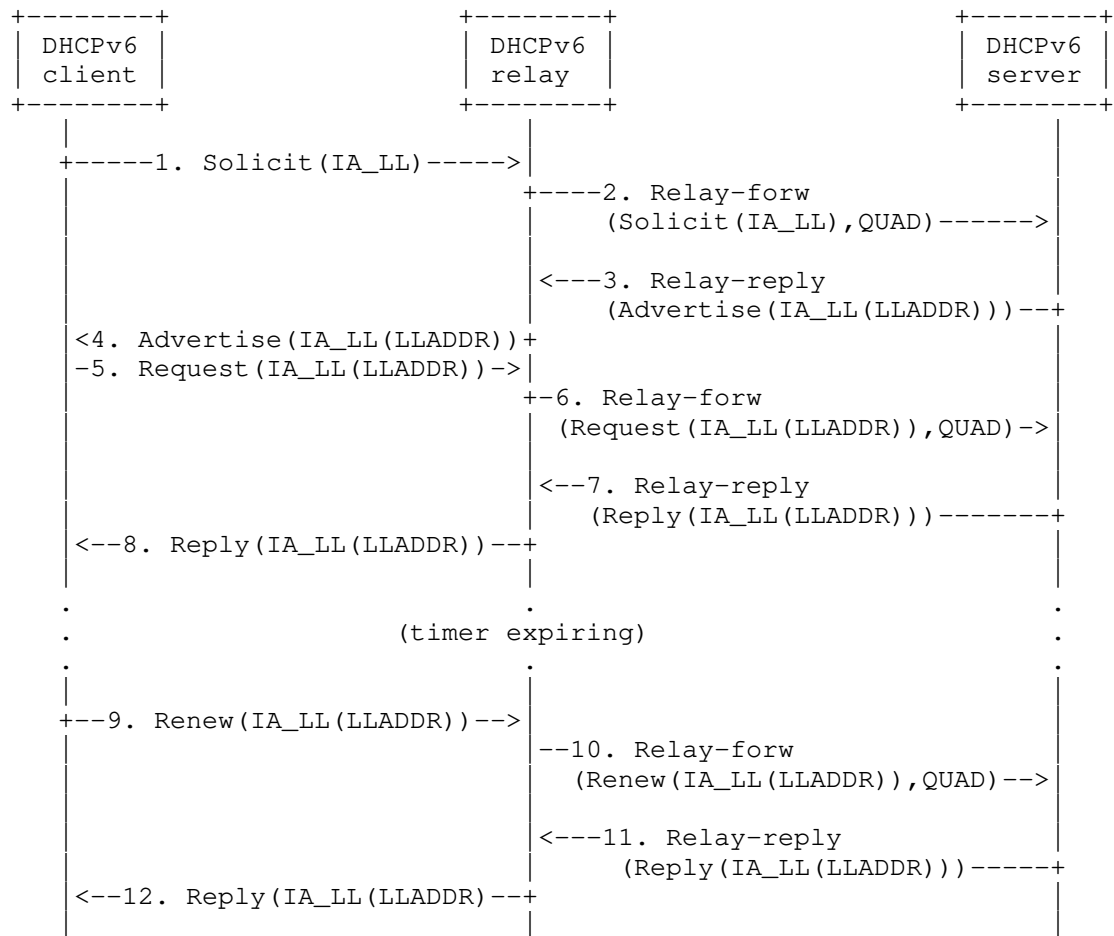 DHCPv6 DHCPv6 DHCPv6
client relay server
1. Solicit(IA_LL)
2. Relay-forw
(Solicit(IA_LL),QUAD)
3. Relay-reply
(Advertise(IA_LL(LLADDR)))
4. Advertise(IA_LL(LLADDR))
5. Request(IA_LL(LLADDR))
6. Relay-forw
(Request(IA_LL(LLADDR)),QUAD)
7. Relay-reply
(Reply(IA_LL(LLADDR)))
8. Reply(IA_LL(LLADDR))
(timer expiring)
9. Renew(IA_LL(LLADDR))
10. Relay-forw
(Renew(IA_LL(LLADDR)),QUAD)
11. Relay-reply
(Reply(IA_LL(LLADDR)))
12. Reply(IA_LL(LLADDR)